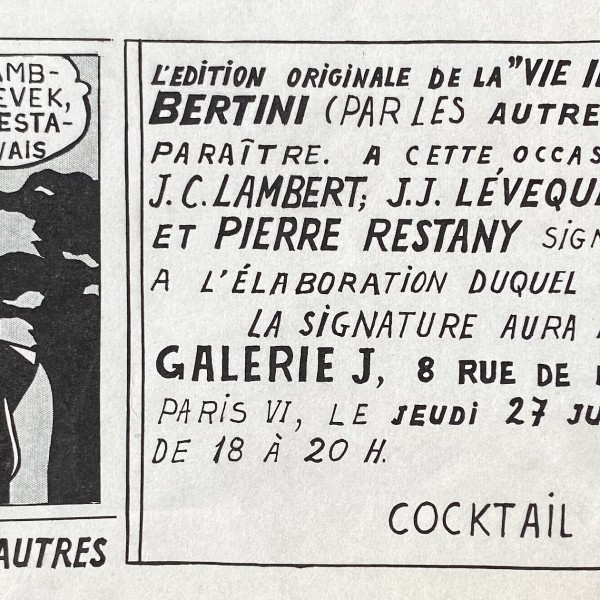 AMB-
EVEK,
ESTA-
VAIS
AUTRES
L'EDITION ORIGINALE DE LA "VIE I
BERTINI (PAR LES AUTRE
PARAÎTRE. A CETTE OCCAS
J.C. LAMBERT, J.J. LÉVEQU
ET PIERRE RESTANY SIGN
A L'ÉLABORATION DUQUEL
LA SIGNATURE AURA
GALERIE J, 8 RUE DE
PARIS VI, LE JEUDI 27 JU
DE 18 À 20 H.
COCKTAIL